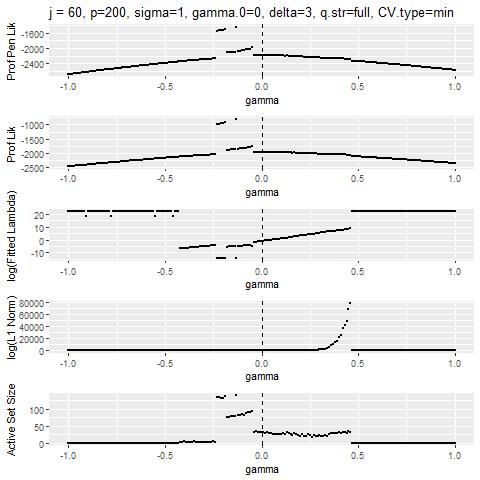 j = 60, p=200, sigma=1, gamma.0=0, delta=3, q.str=full, CV.type=min
Prof Pen Lik
-1600
-2000
-2400
-1.0 -0.5 0.0 0.5 1.0
gamma
Prof Lik
-1000
-1500
-2000
-2500
-1.0 -0.5 0.0 0.5 1.0
gamma
log(Fitted Lambda)
20
10
0
-10
-1.0 -0.5 0.0 0.5 1.0
gamma
log(L1 Norm)
80000
60000
40000
20000
0
-1.0 -0.5 0.0 0.5 1.0
gamma
Active Set Size
100
50
0
-1.0 -0.5 0.0 0.5 1.0
gamma